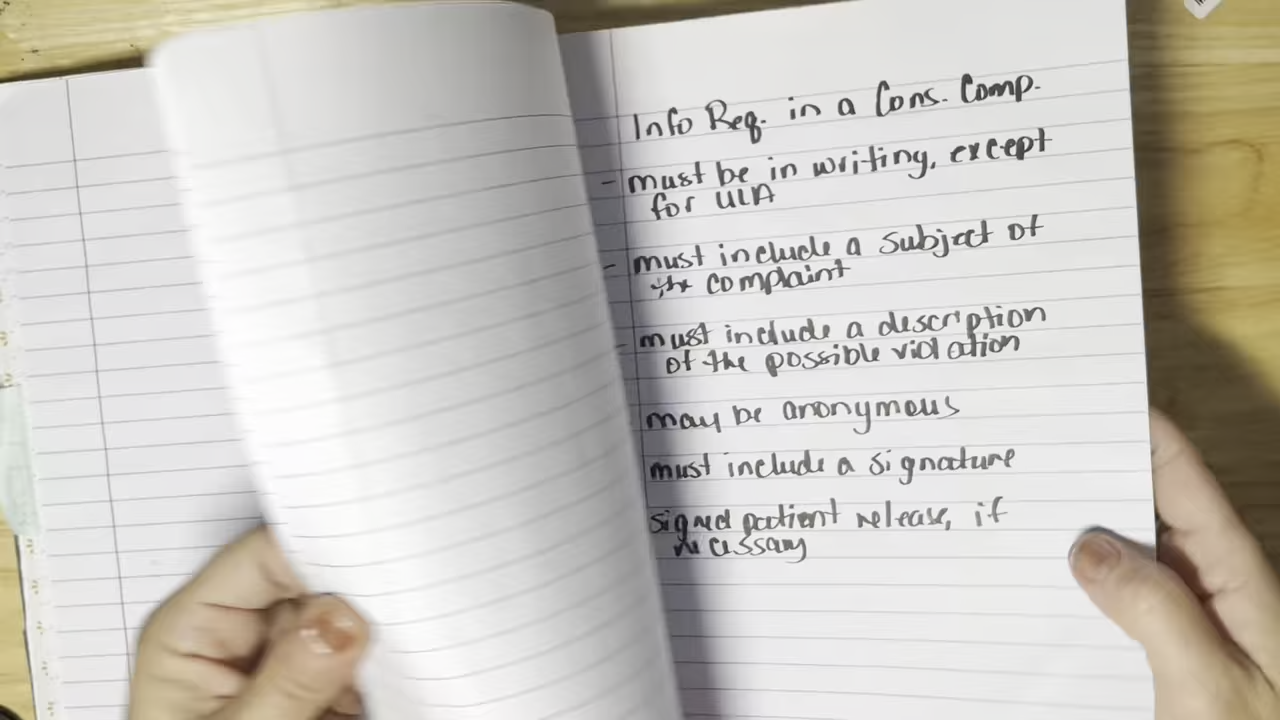 Info Req. in a Cons. Comp.
- must be in writing, except
for ULA
- must include a subject of
the complaint
- must include a description
of the possible violation
may be anonymous
must include a signature
signed patient release, if
necessary